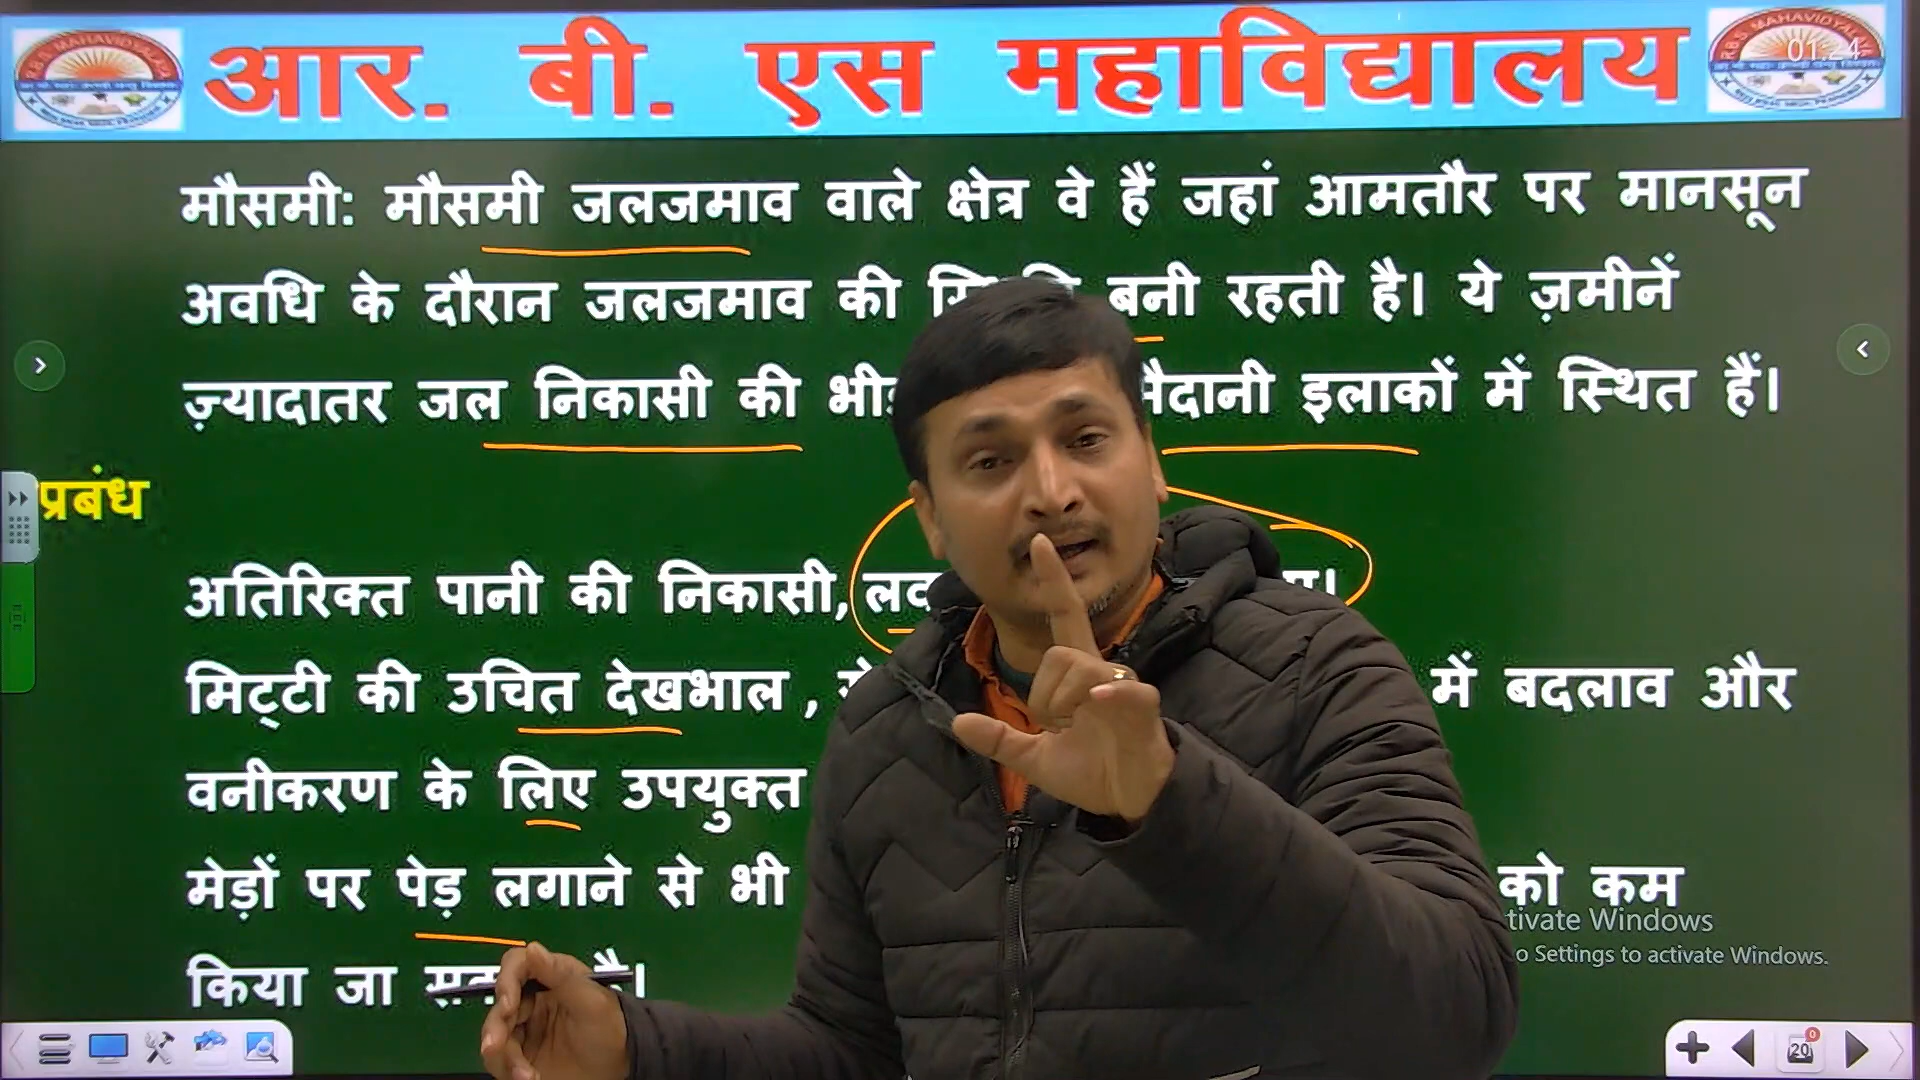 आर. बी. एस महाविद्यालय
01:24
मौसमी: मौसमी जलजमाव वाले क्षेत्र वे हैं जहां आमतौर पर मानसून
अवधि के दौरान जलजमाव की बनी रहती है। ये ज़मीनें
ज़्यादातर जल निकासी की मैदानी इलाकों में स्थित हैं।
प्रबंध
अतिरिक्त पानी की निकासी,
मिट्टी की उचित देखभाल , में बदलाव और
वनीकरण के लिए उपयुक्त
मेड़ों पर पेड़ लगाने से भी को कम
किया जा है।
Windows
Settings to activate Windows.
20
0